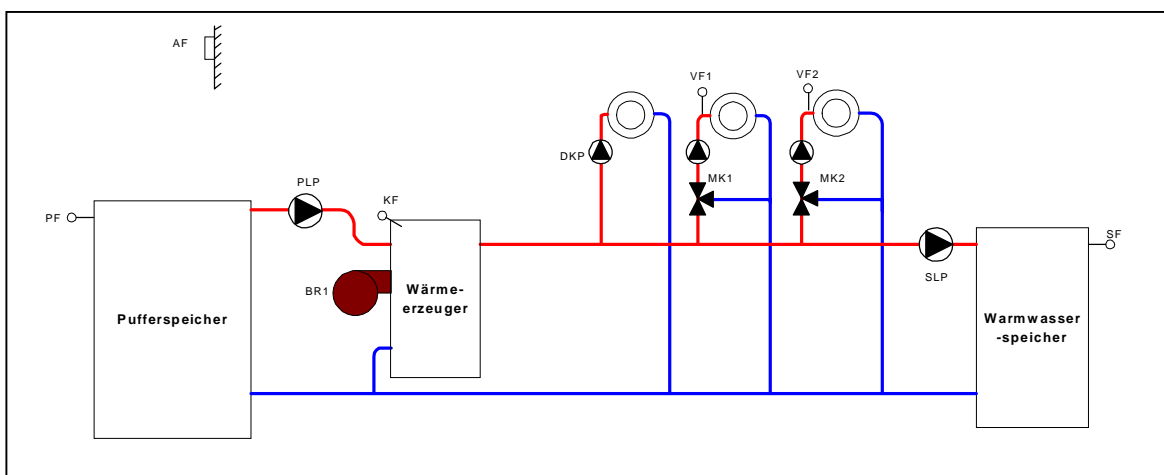 AF
VF1
VF2
DKP
MK1
MK2
PLP
KF
PF
SF
BR1
Wärme-
erzeuger
SLP
Pufferspeicher
Warmwasser
-speicher